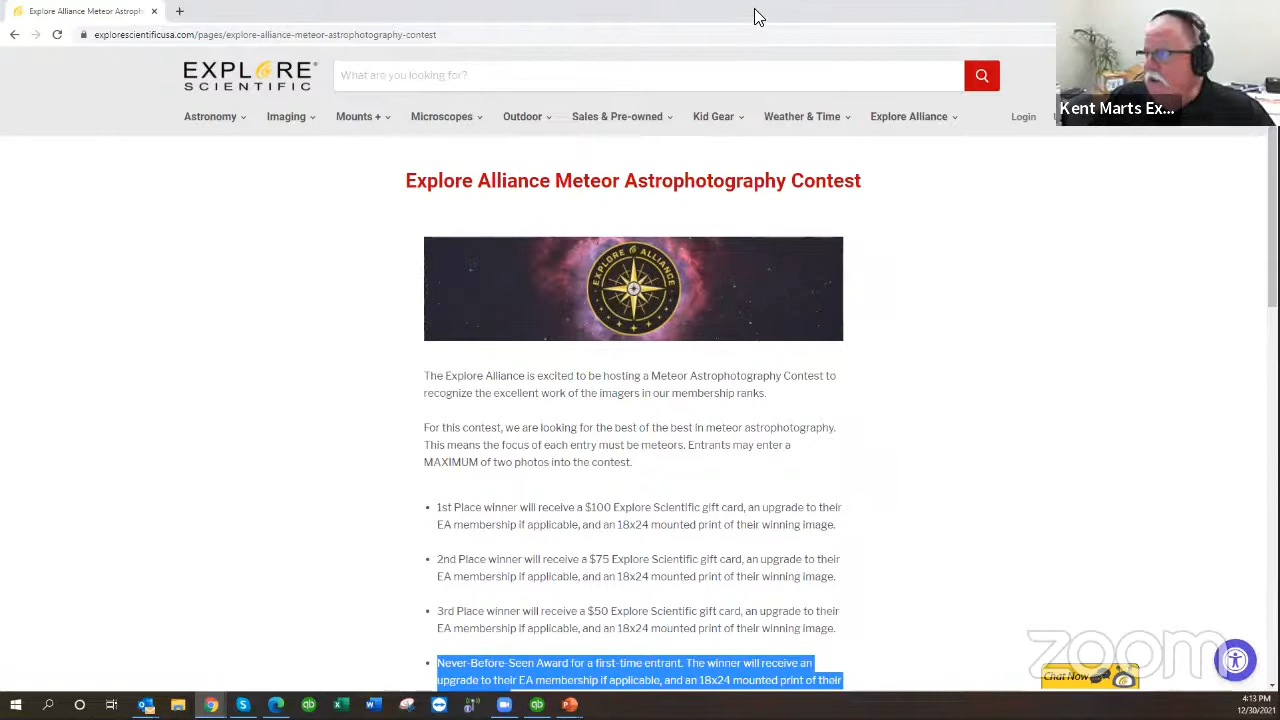 Explore Alliance Meteor Astroph
explorescientificusa.com/pages/explore-alliance-meteor-astrophotography-contest
Kent Marts Ex...
EXPLORE
SCIENTIFIC
What are you looking for?
Astronomy Imaging Mounts + Microscopes Outdoor Sales & Pre-owned Kid Gear Weather & Time Explore Alliance Login
Explore Alliance Meteor Astrophotography Contest
EXPLORE ALLIANCE
The Explore Alliance is excited to be hosting a Meteor Astrophotography Contest to
recognize the excellent work of the imagers in our membership ranks.
For this contest, we are looking for the best of the best in meteor astrophotography.
This means the focus of each entry must be meteors. Entrants may enter a
MAXIMUM of two photos into the contest.
• 1st Place winner will receive a $100 Explore Scientific gift card, an upgrade to their
EA membership if applicable, and an 18x24 mounted print of their winning image.
• 2nd Place winner will receive a $75 Explore Scientific gift card, an upgrade to their
EA membership if applicable, and an 18x24 mounted print of their winning image.
• 3rd Place winner will receive a $50 Explore Scientific gift card, an upgrade to their
EA membership if applicable, and an 18x24 mounted print of their winning image.
• Never-Before-Seen Award for a first-time entrant. The winner will receive an
upgrade to their EA membership if applicable, and an 18x24 mounted print of their
zoom
Chat Now
4:13 PM
12/30/2021